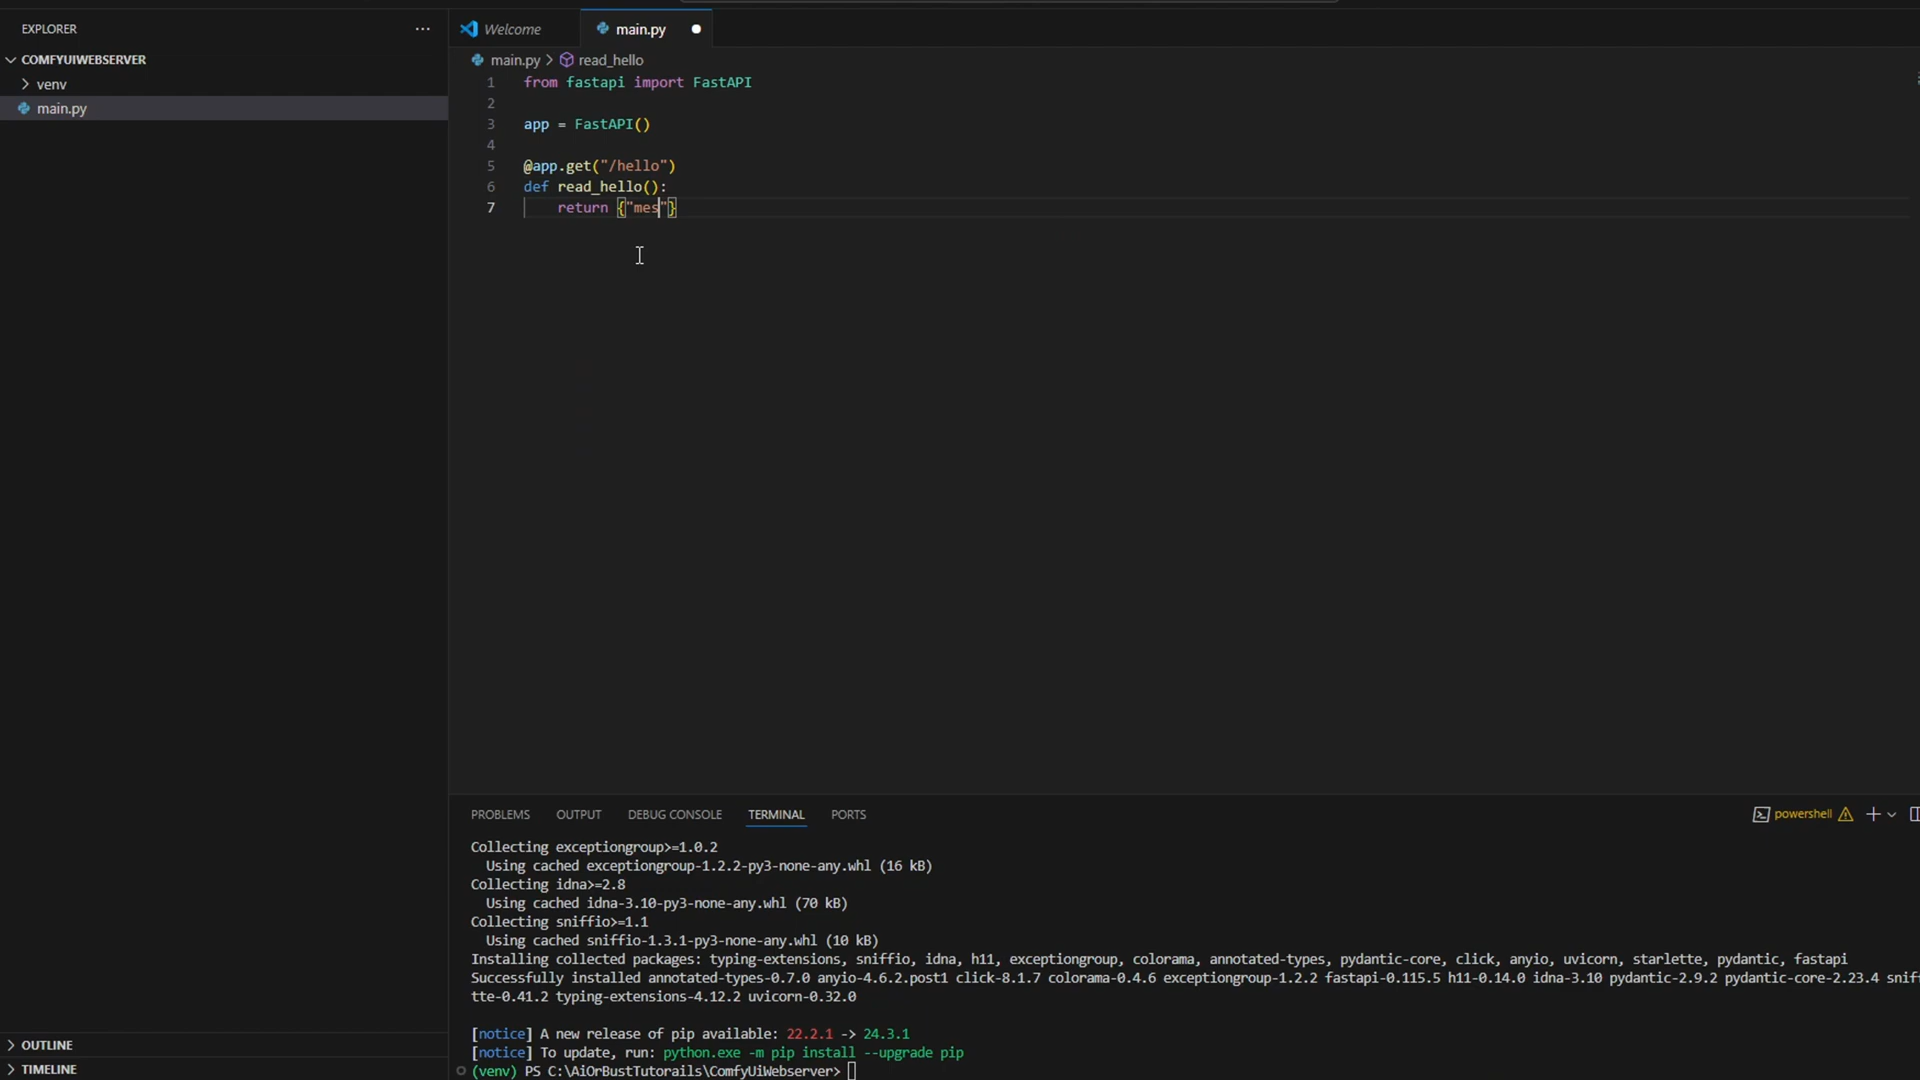 EXPLORER
COMFYUIWEBSERVER
venv
main.py
OUTLINE
TIMELINE
Welcome
main.py
main.py > read_hello
1 from fastapi import FastAPI
2
3 app = FastAPI()
4
5 @app.get("/hello")
6 def read_hello():
7 return {"mes"}
PROBLEMS OUTPUT DEBUG CONSOLE TERMINAL PORTS
powershell
Collecting exceptiongroup>=1.0.2
Using cached exceptiongroup-1.2.2-py3-none-any.whl (16 kB)
Collecting idna>=2.8
Using cached idna-3.10-py3-none-any.whl (70 kB)
Collecting sniffio>=1.1
Using cached sniffio-1.3.1-py3-none-any.whl (10 kB)
Installing collected packages: typing-extensions, sniffio, idna, h11, exceptiongroup, colorama, annotated-types, pydantic-core, click, anyio, uvicorn, starlette, pydantic, fastapi
Successfully installed annotated-types-0.7.0 anyio-4.6.2.post1 click-8.1.7 colorama-0.4.6 exceptiongroup-1.2.2 fastapi-0.115.5 h11-0.14.0 idna-3.10 pydantic-2.9.2 pydantic-core-2.23.4 snif
tte-0.41.2 typing-extensions-4.12.2 uvicorn-0.32.0
[notice] A new release of pip available: 22.2.1 -> 24.3.1
[notice] To update, run: python.exe -m pip install --upgrade pip
(venv) PS C:\AiOrBustTutorails\ComfyUiWebserver>